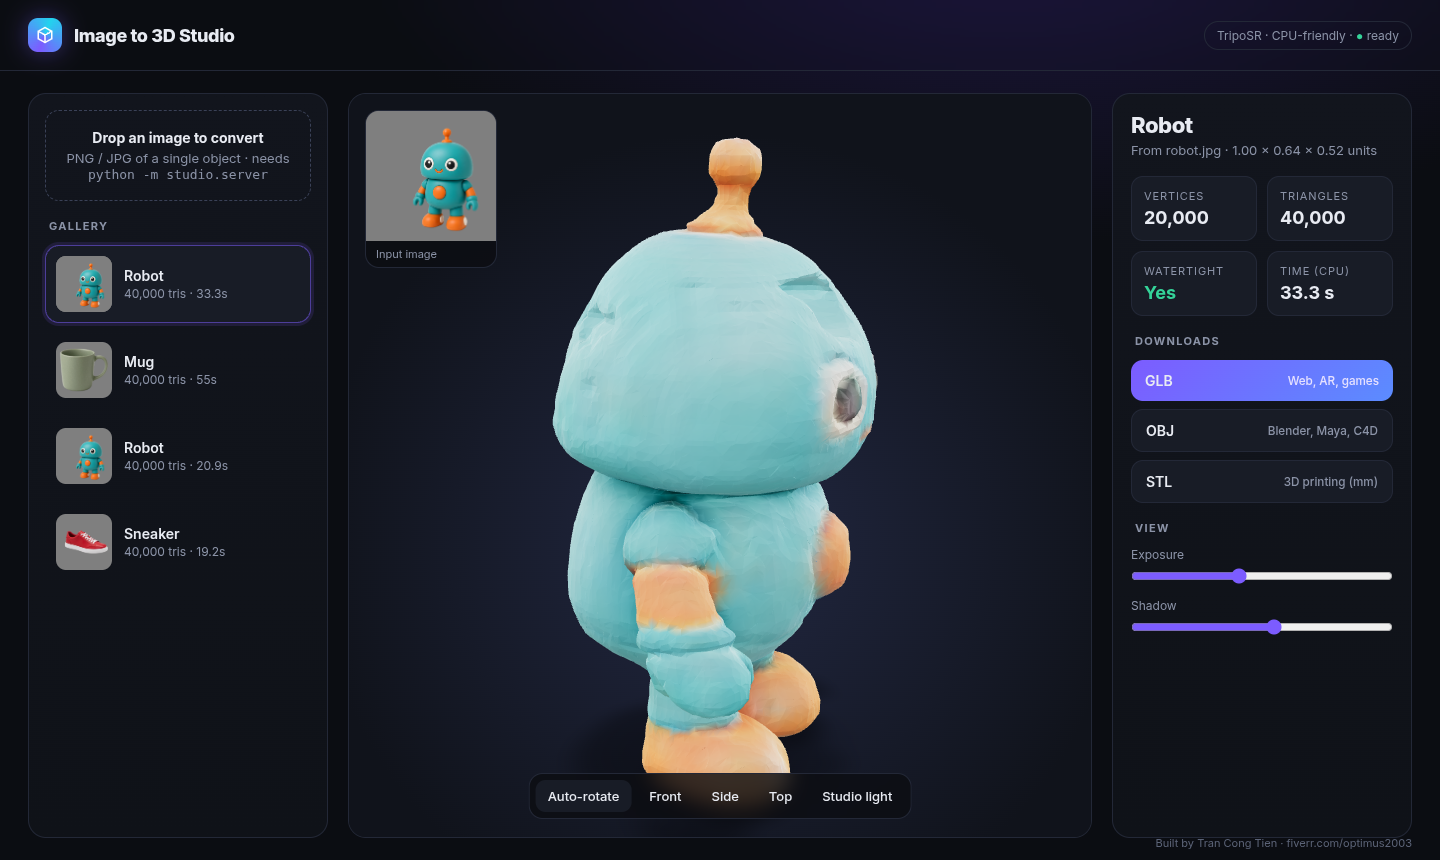 Image to 3D Studio
TripoSR · CPU-friendly · ● ready
Drop an image to convert
PNG / JPG of a single object · needs
python -m studio.server
GALLERY
Robot
40,000 tris · 33.3s
Mug
40,000 tris · 55s
Robot
40,000 tris · 20.9s
Sneaker
40,000 tris · 19.2s
Input image
Auto-rotate
Front
Side
Top
Studio light
Robot
From robot.jpg · 1.00 × 0.64 × 0.52 units
VERTICES
20,000
TRIANGLES
40,000
WATERTIGHT
Yes
TIME (CPU)
33.3 s
DOWNLOADS
GLB
Web, AR, games
OBJ
Blender, Maya, C4D
STL
3D printing (mm)
VIEW
Exposure
Shadow
Built by Tran Cong Tien · fiverr.com/optimus2003